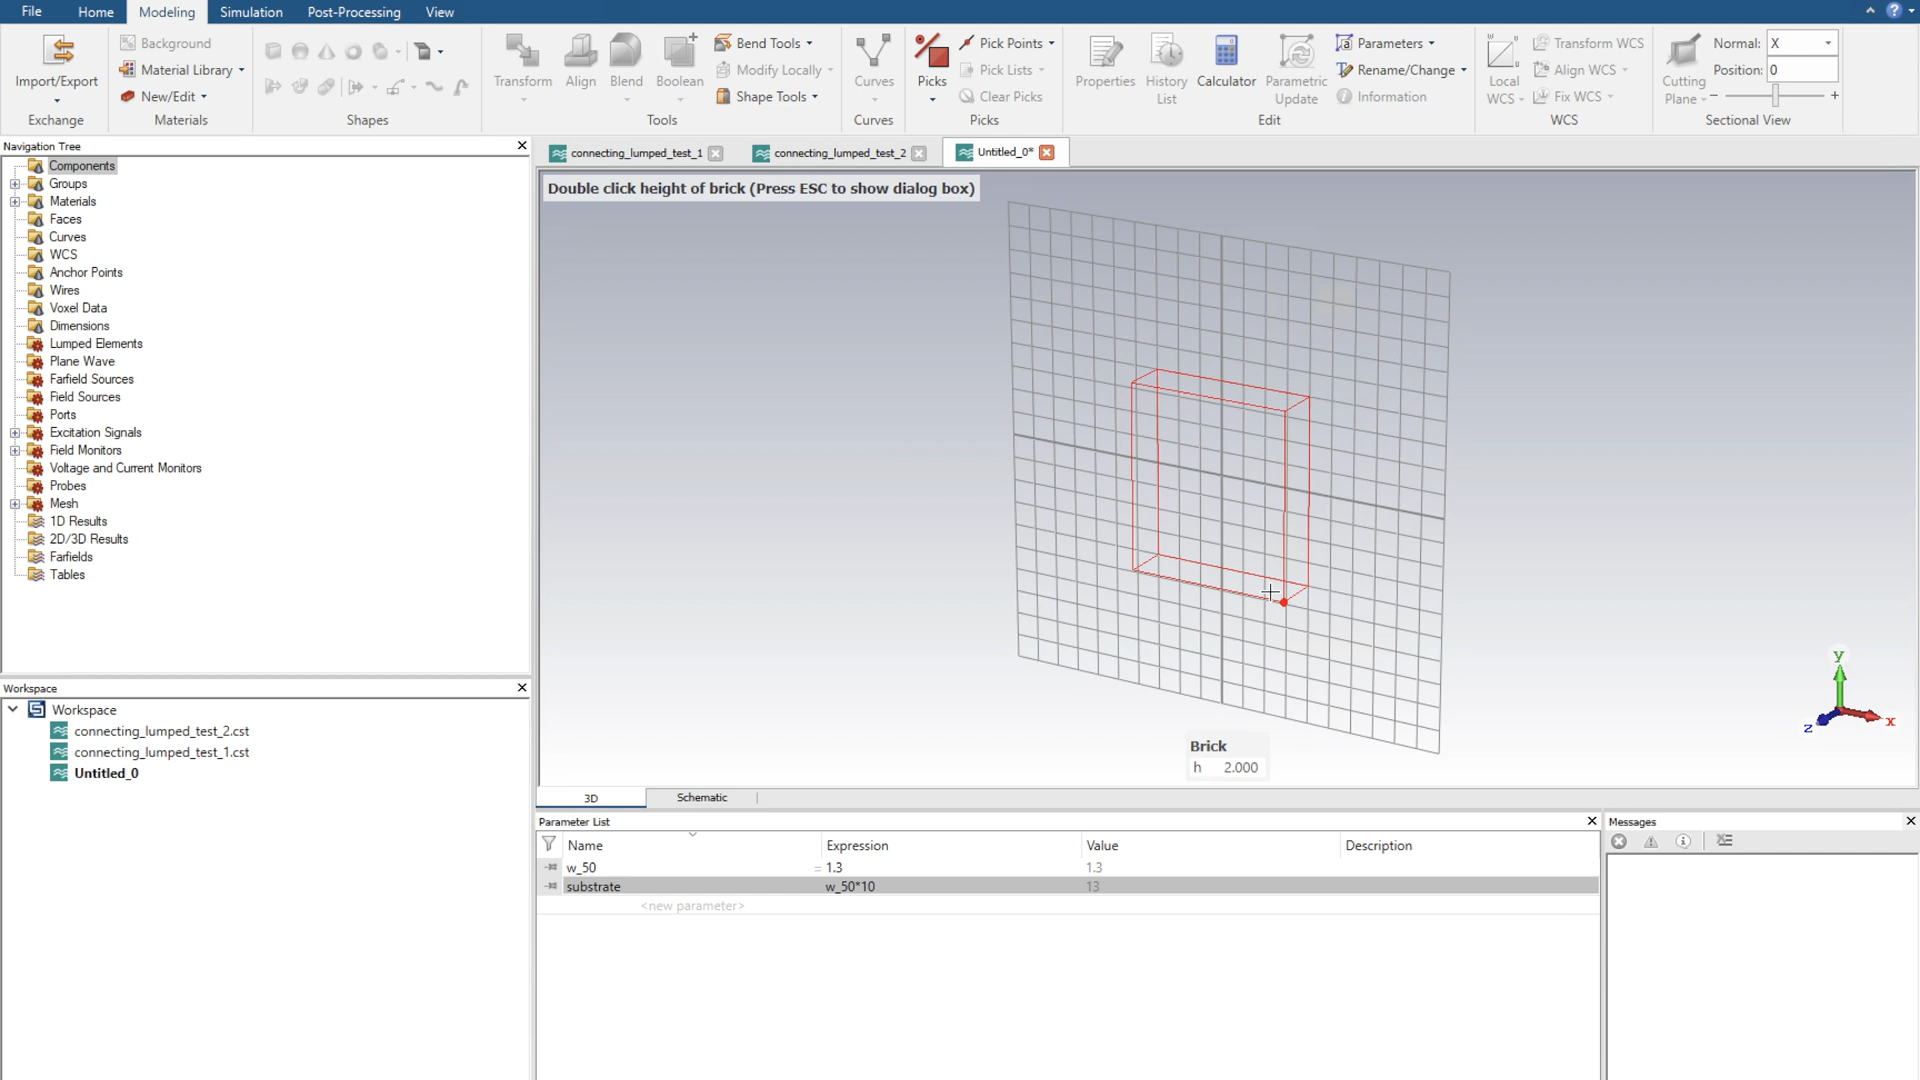 File Home Modeling Simulation Post-Processing View
Import/Export
Exchange
Background
Material Library
New/Edit
Materials
Shapes
Transform Align Blend Boolean
Bend Tools
Modify Locally
Shape Tools
Tools
Curves
Curves
Picks
Pick Points
Pick Lists
Clear Picks
Picks
Properties History List Calculator Parametric Update
Parameters
Rename/Change
Information
Edit
Local WCS
Transform WCS
Align WCS
Fix WCS
WCS
Cutting Plane
Normal: X
Position: 0
− +
Sectional View
Navigation Tree
Components
Groups
Materials
Faces
Curves
WCS
Anchor Points
Wires
Voxel Data
Dimensions
Lumped Elements
Plane Wave
Farfield Sources
Field Sources
Ports
Excitation Signals
Field Monitors
Voltage and Current Monitors
Probes
Mesh
1D Results
2D/3D Results
Farfields
Tables
Workspace
Workspace
connecting_lumped_test_2.cst
connecting_lumped_test_1.cst
Untitled_0
connecting_lumped_test_1 connecting_lumped_test_2 Untitled_0*
Double click height of brick (Press ESC to show dialog box)
y
z x
Brick
h 2.000
3D Schematic
Parameter List
Name Expression Value Description
w_50 = 1.3 1.3
substrate w_50*10 13
<new parameter>
Messages